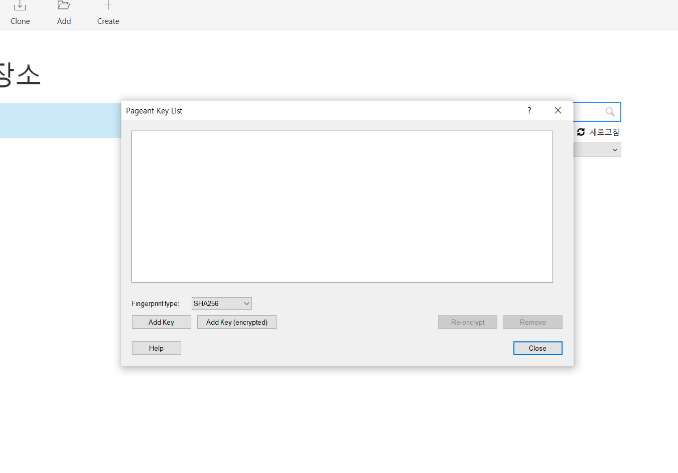 Clone Add Create
장소
Pageant Key List ?
새로고침
Fingerprint type: SHA256
Add Key Add Key (encrypted) Re-encrypt Remove
Help Close